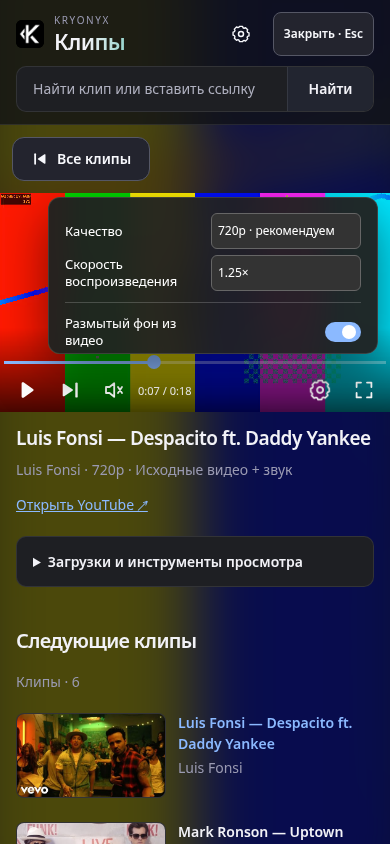 KRYONYX
Клипы
Закрыть · Esc
Найти клип или вставить ссылку
Найти
Все клипы
Качество
720p · рекомендуем
Скорость
воспроизведения
1.25×
Размытый фон из
видео
0:07 / 0:18
Luis Fonsi — Despacito ft. Daddy Yankee
Luis Fonsi · 720p · Исходные видео + звук
Открыть YouTube ↗
▶ Загрузки и инструменты просмотра
Следующие клипы
Клипы · 6
vevo
Luis Fonsi — Despacito ft.
Daddy Yankee
Luis Fonsi
LIVE
Mark Ronson — Uptown